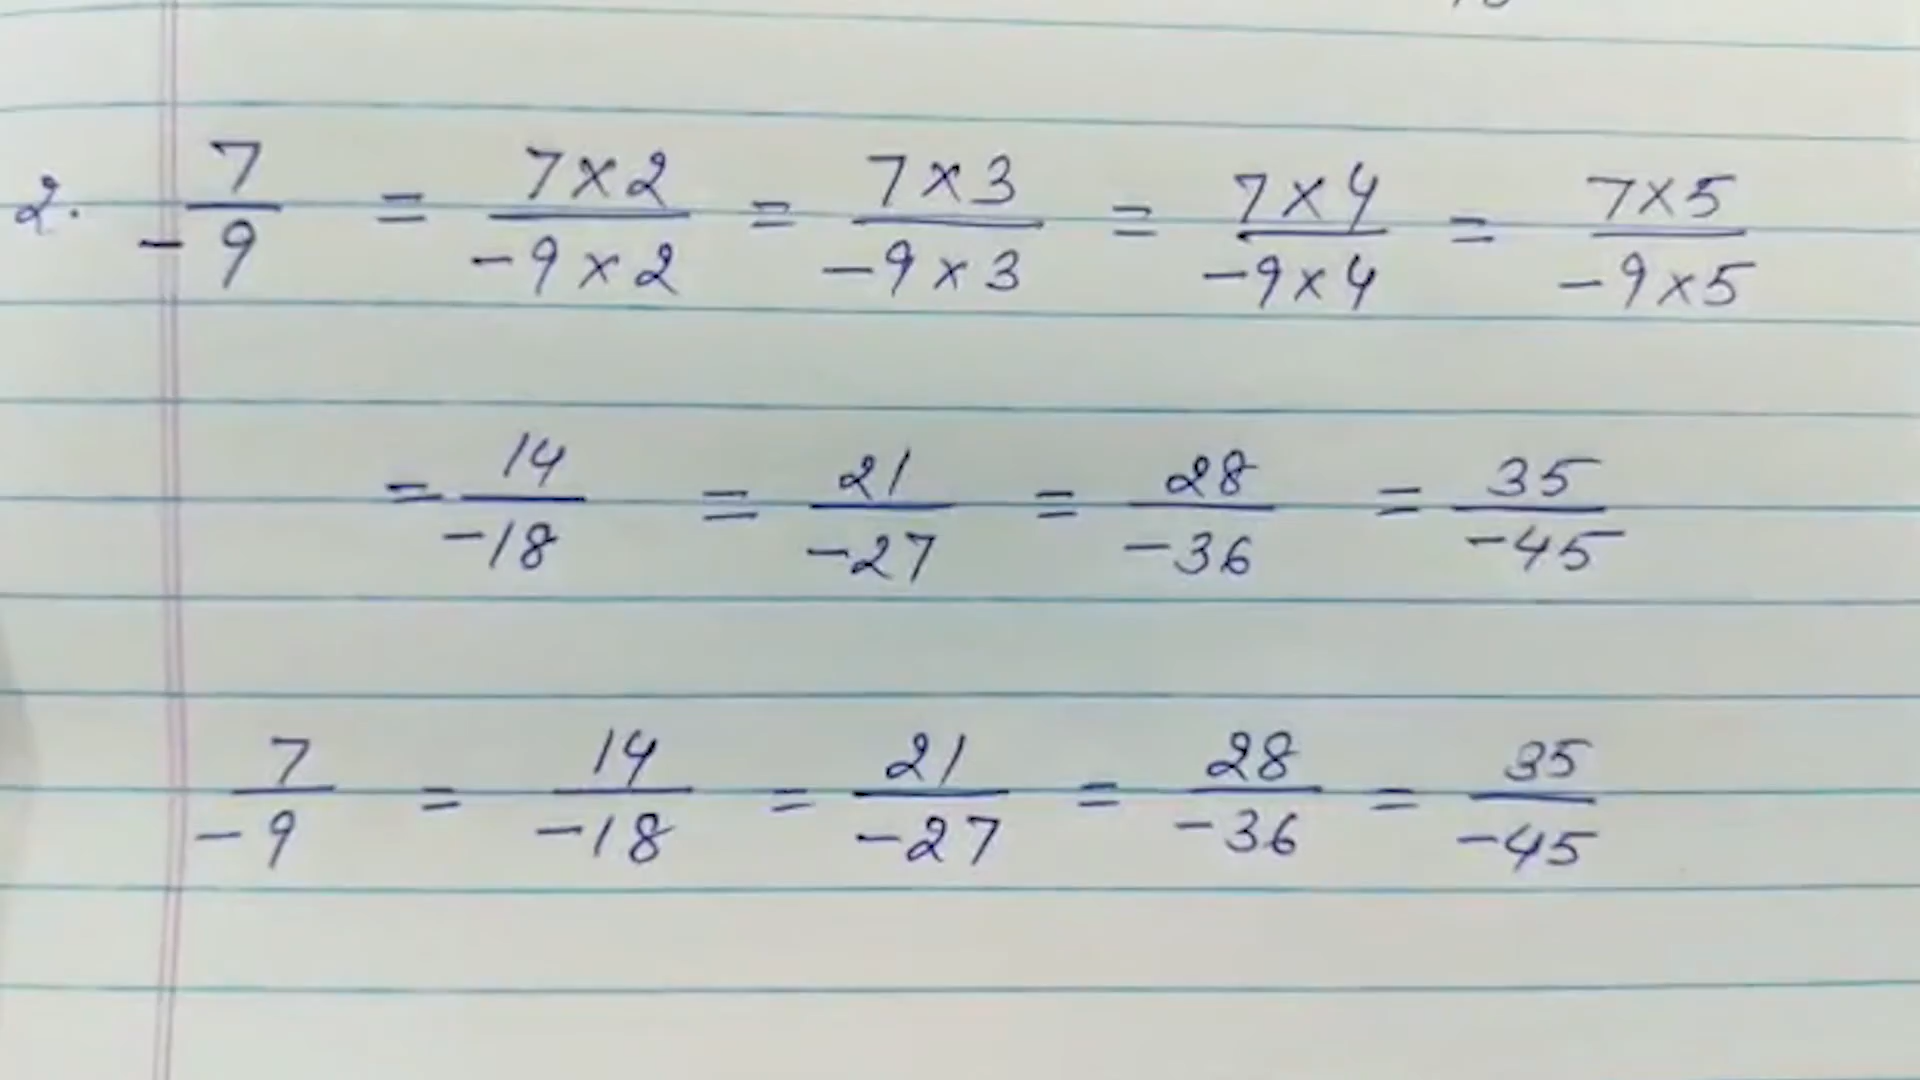 2. 7/-9 = 7×2/-9×2 = 7×3/-9×3 = 7×4/-9×4 = 7×5/-9×5
= 14/-18 = 21/-27 = 28/-36 = 35/-45
7/-9 = 14/-18 = 21/-27 = 28/-36 = 35/-45